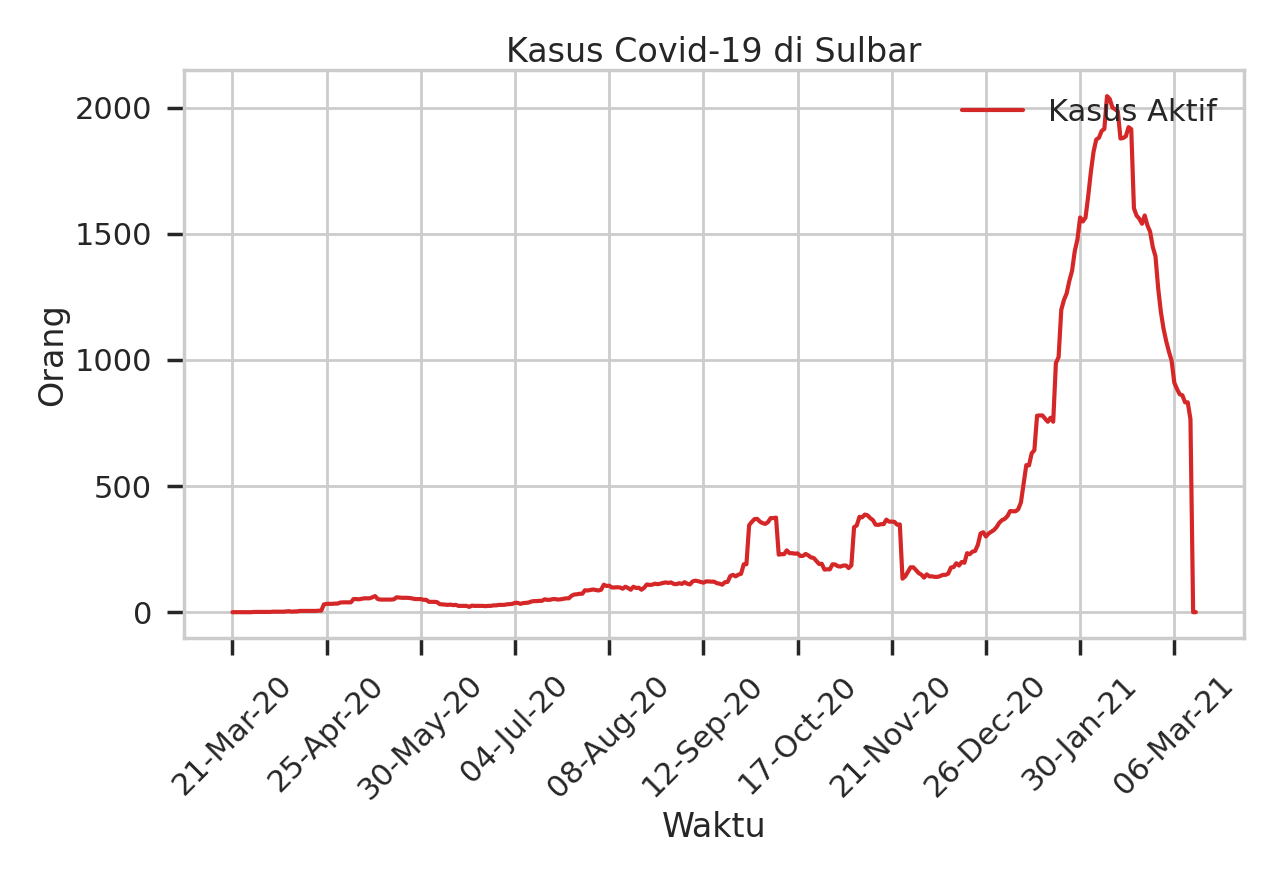 Kasus Covid-19 di Sulbar
Kasus Aktif
Orang
2000
1500
1000
500
0
21-Mar-20
25-Apr-20
30-May-20
04-Jul-20
08-Aug-20
12-Sep-20
17-Oct-20
21-Nov-20
26-Dec-20
30-Jan-21
06-Mar-21
Waktu